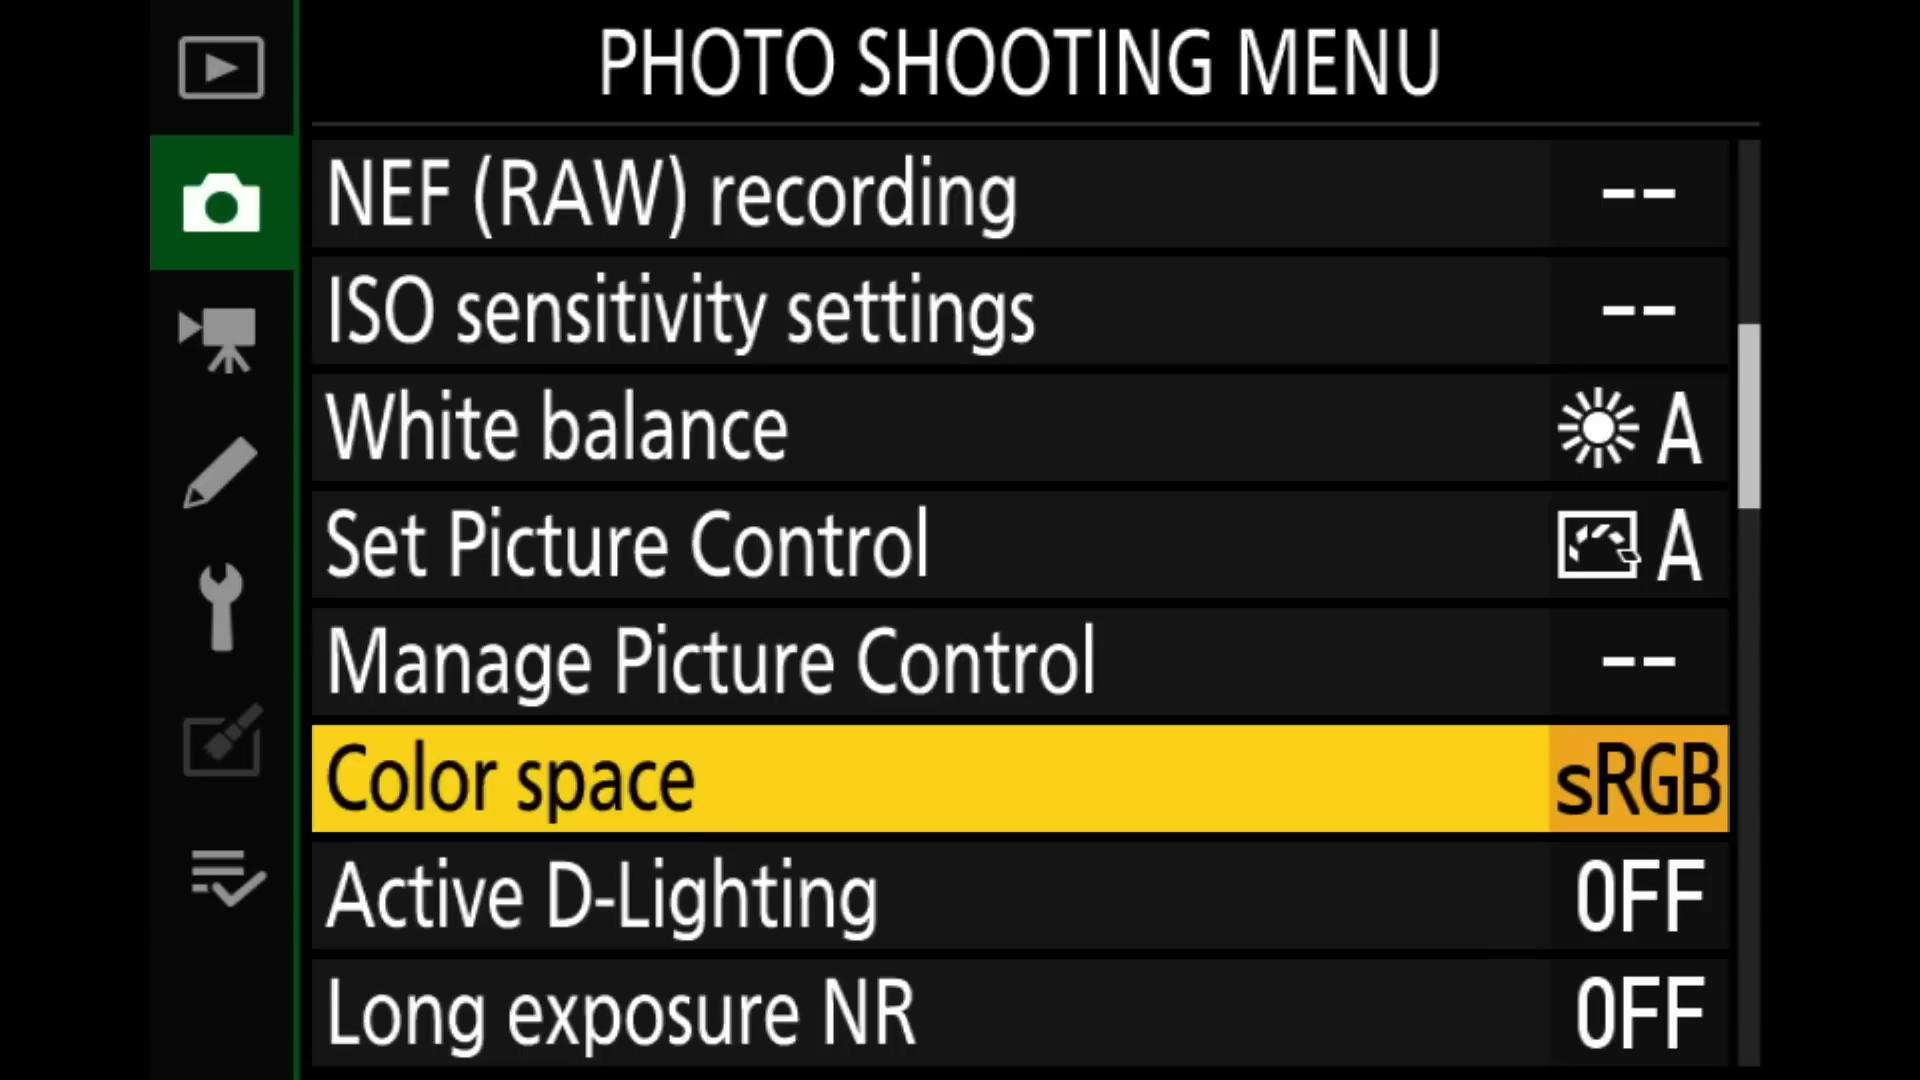 PHOTO SHOOTING MENU
NEF (RAW) recording --
ISO sensitivity settings --
White balance A
Set Picture Control A
Manage Picture Control --
Color space sRGB
Active D-Lighting OFF
Long exposure NR OFF